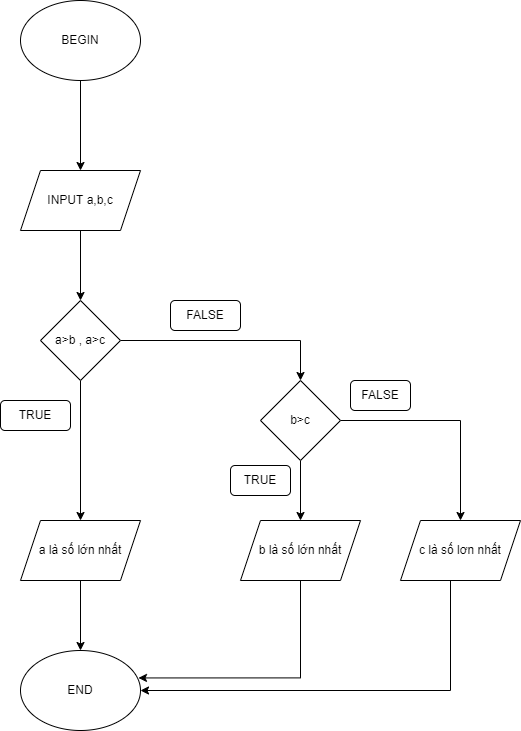 BEGIN
INPUT a,b,c
FALSE
a>b , a>c
FALSE
TRUE
b>c
TRUE
a là số lớn nhất
b là số lớn nhất
c là số lơn nhất
END